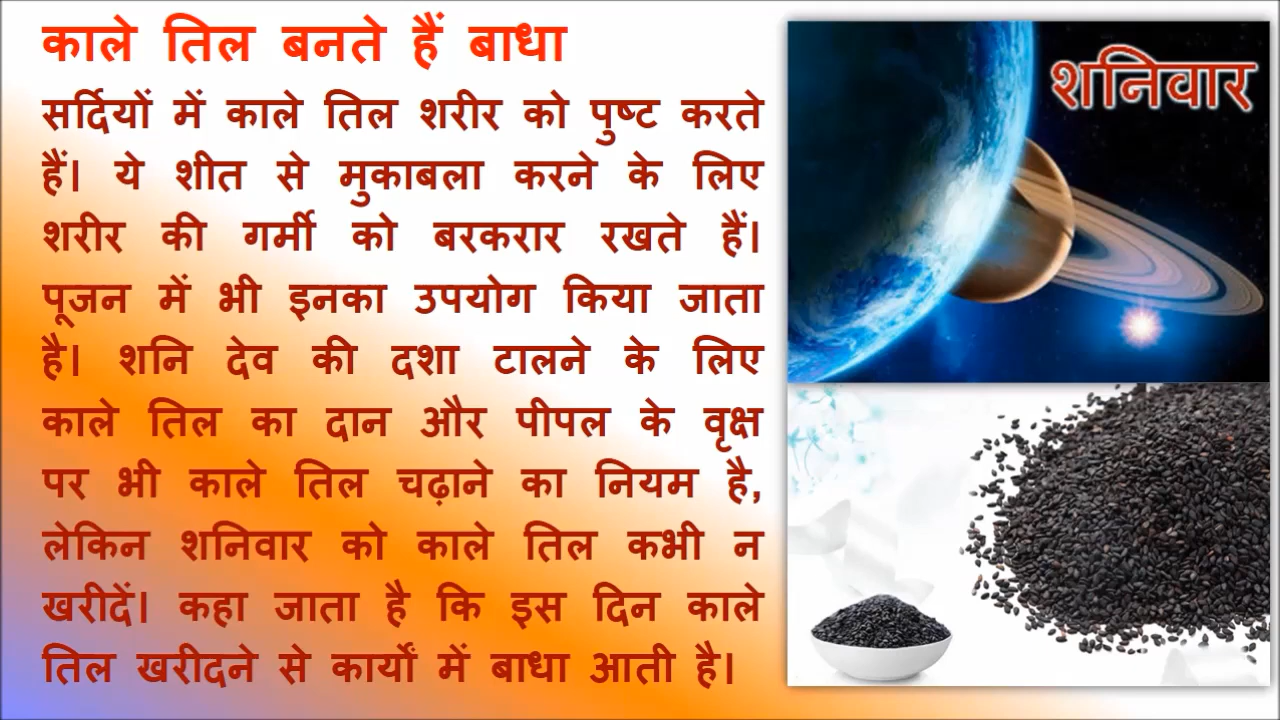 काले तिल बनते हैं बाधा
सर्दियों में काले तिल शरीर को पुष्ट करते
हैं। ये शीत से मुकाबला करने के लिए
शरीर की गर्मी को बरकरार रखते हैं।
पूजन में भी इनका उपयोग किया जाता
है। शनि देव की दशा टालने के लिए
काले तिल का दान और पीपल के वृक्ष
पर भी काले तिल चढ़ाने का नियम है,
लेकिन शनिवार को काले तिल कभी न
खरीदें। कहा जाता है कि इस दिन काले
तिल खरीदने से कार्यों में बाधा आती है।
शनिवार